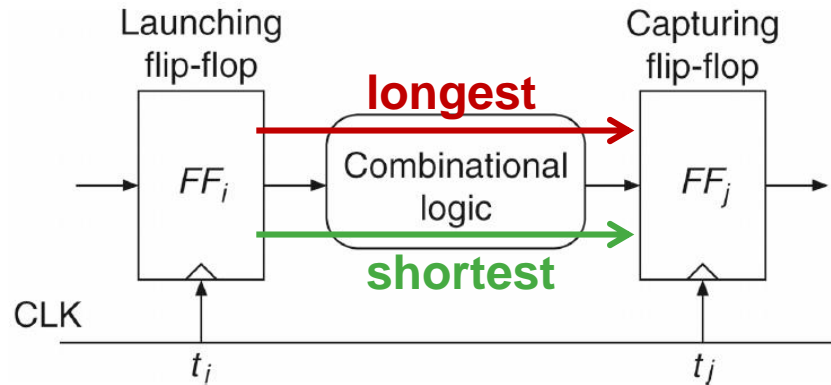 Launching
flip-flop
Capturing
flip-flop
longest
FFi
Combinational
logic
FFj
shortest
CLK
ti
tj